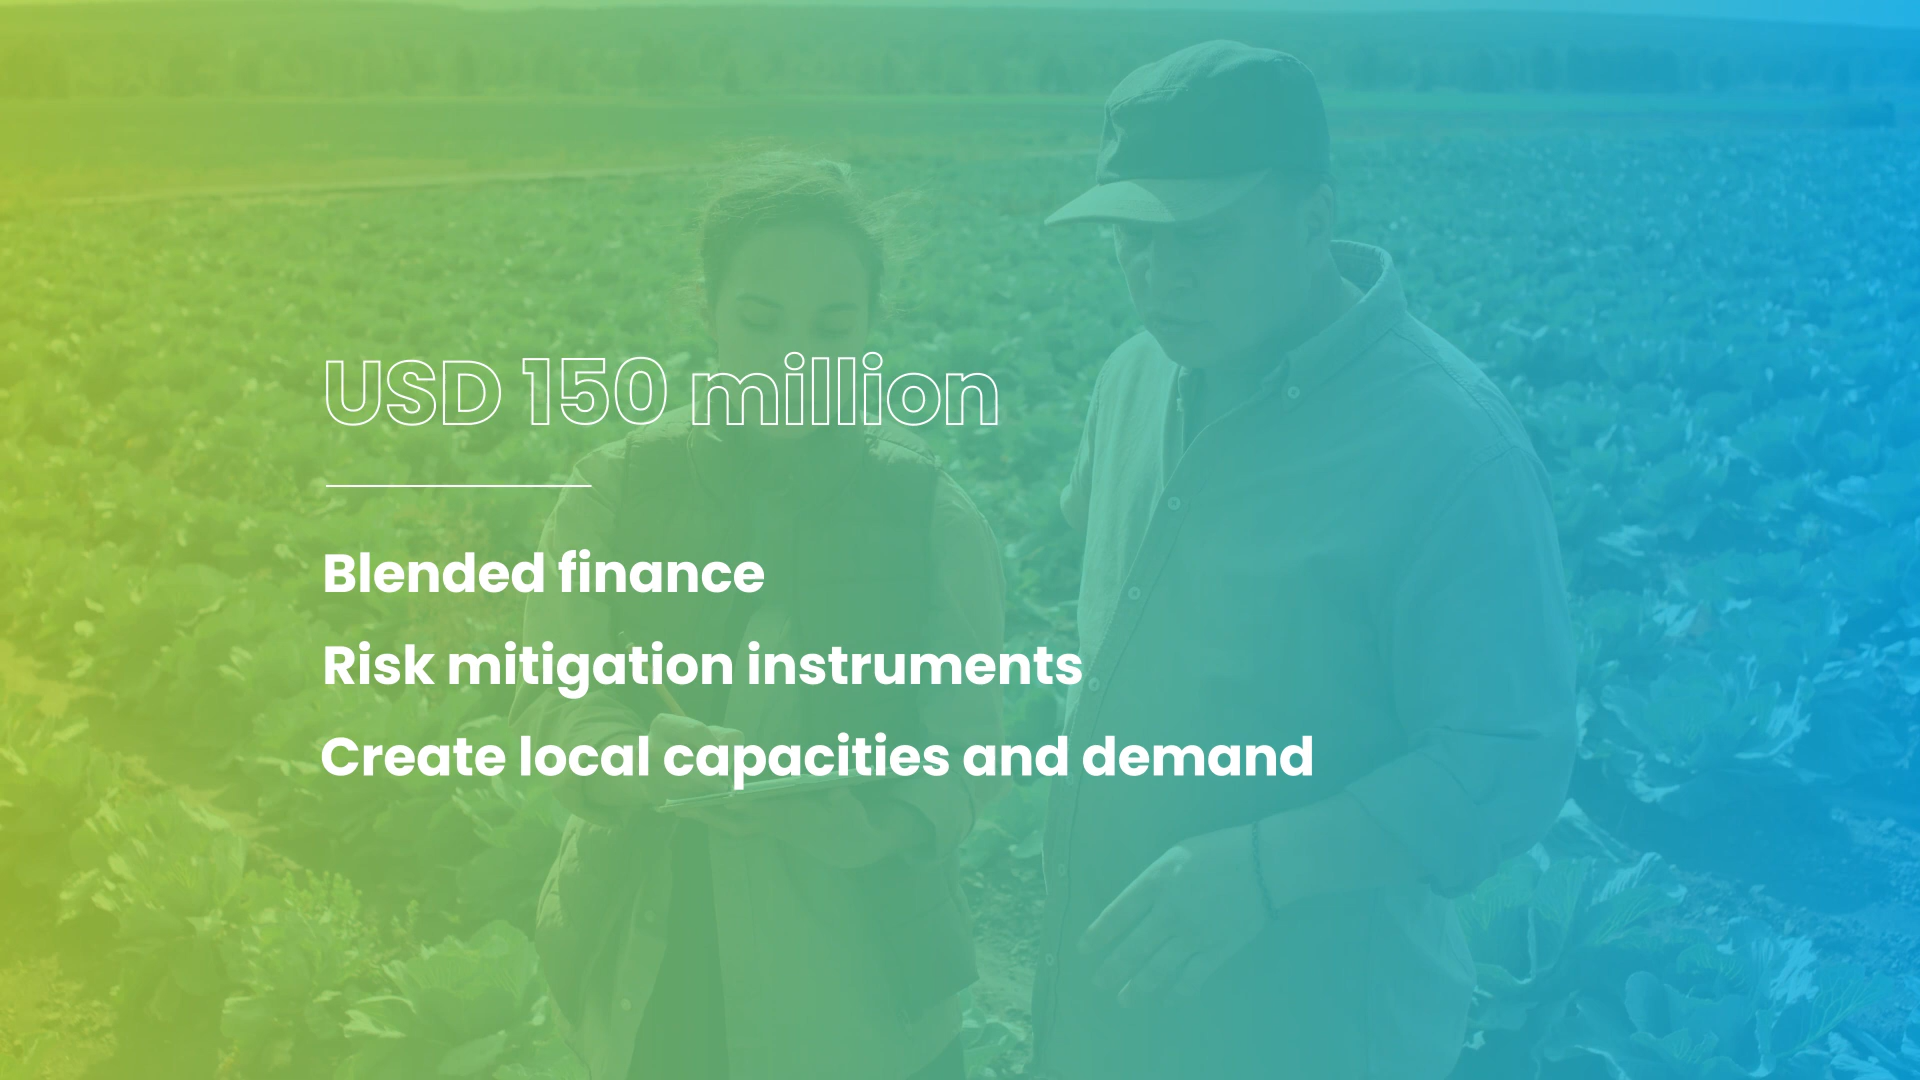 USD 150 million
Blended finance
Risk mitigation instruments
Create local capacities and demand